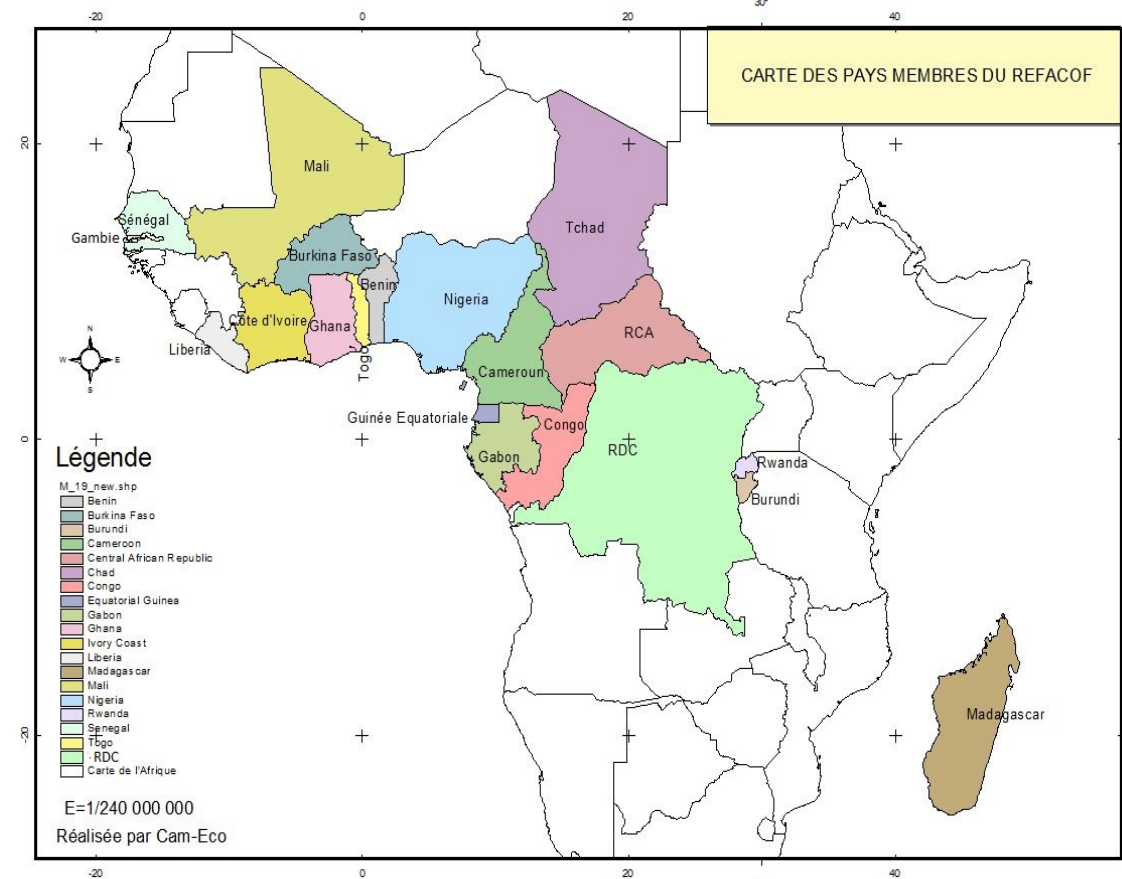 -20 0 20 30° 40
CARTE DES PAYS MEMBRES DU REFACOF
20
Mali
Sénégal
Tchad
Gambie
Burkina Faso
Benin
Nigeria
Côte d'Ivoire
Ghana
RCA
Liberia
Togo
N
W E
S
Cameroun
Guinée Equatoriale
Congo
0
RDC
Gabon
Rwanda
Burundi
Madagascar
-20
Légende
M_19_new.shp
Benin
Burkina Faso
Burundi
Cameroon
Central African Republic
Chad
Congo
Equatorial Guinea
Gabon
Ghana
Ivory Coast
Liberia
Madagascar
Mali
Nigeria
Rwanda
Senegal
Togo
RDC
Carte de l'Afrique
E=1/240 000 000
Réalisée par Cam-Eco
-20 0 20 30 40